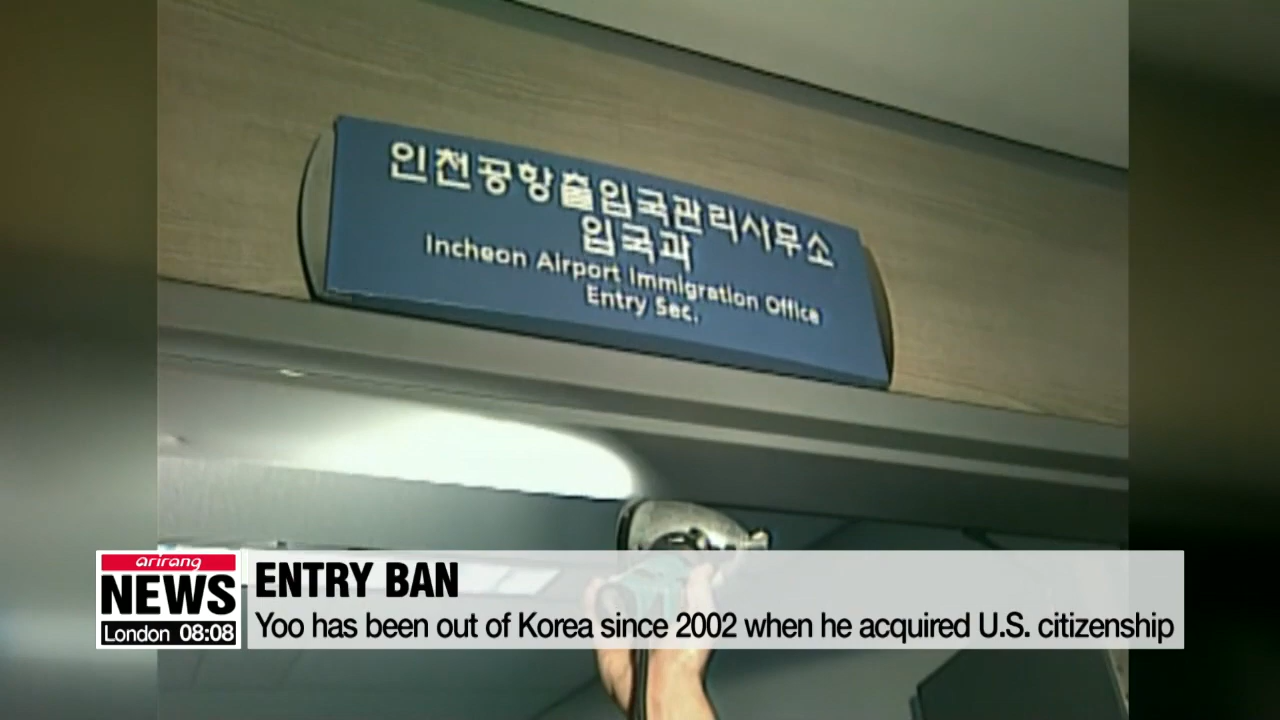 인천공항출입국관리사무소
입국과
Incheon Airport Immigration Office
Entry Sec.
arirang
NEWS
London 08:08
ENTRY BAN
Yoo has been out of Korea since 2002 when he acquired U.S. citizenship